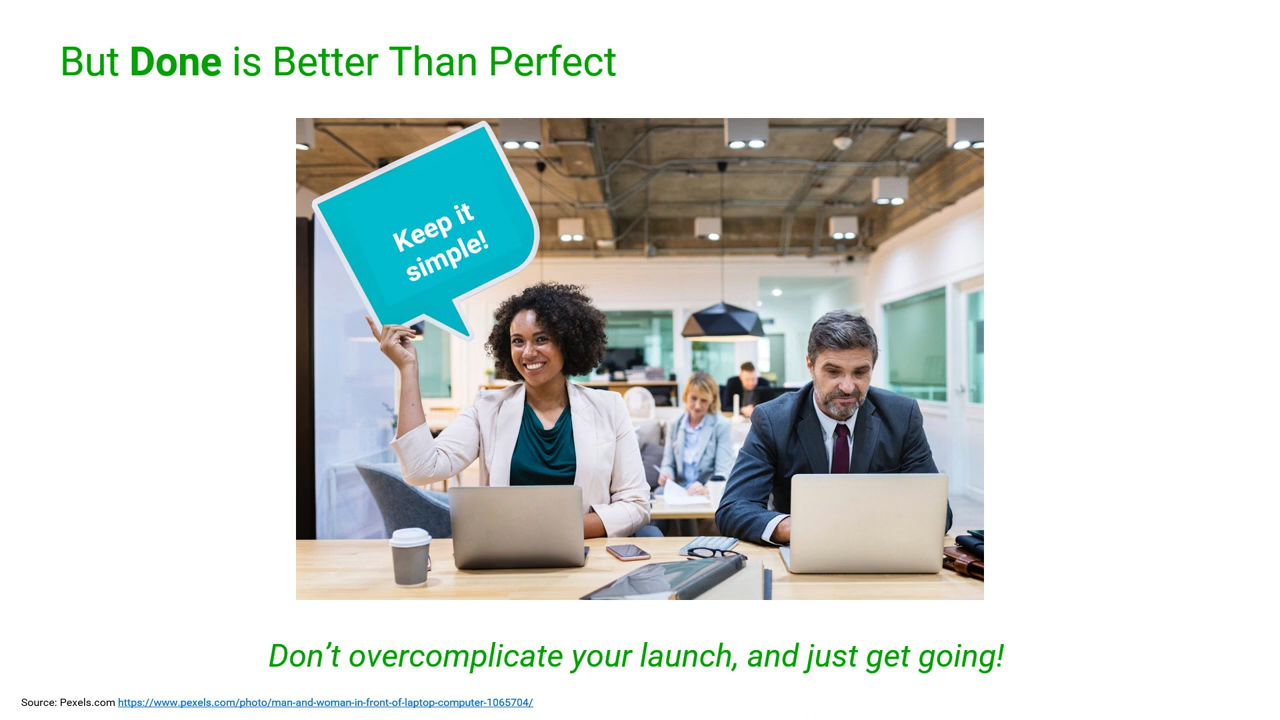 But Done is Better Than Perfect
Keep it
simple!
Don’t overcomplicate your launch, and just get going!
Source: Pexels.com https://www.pexels.com/photo/man-and-woman-in-front-of-laptop-computer-1065704/